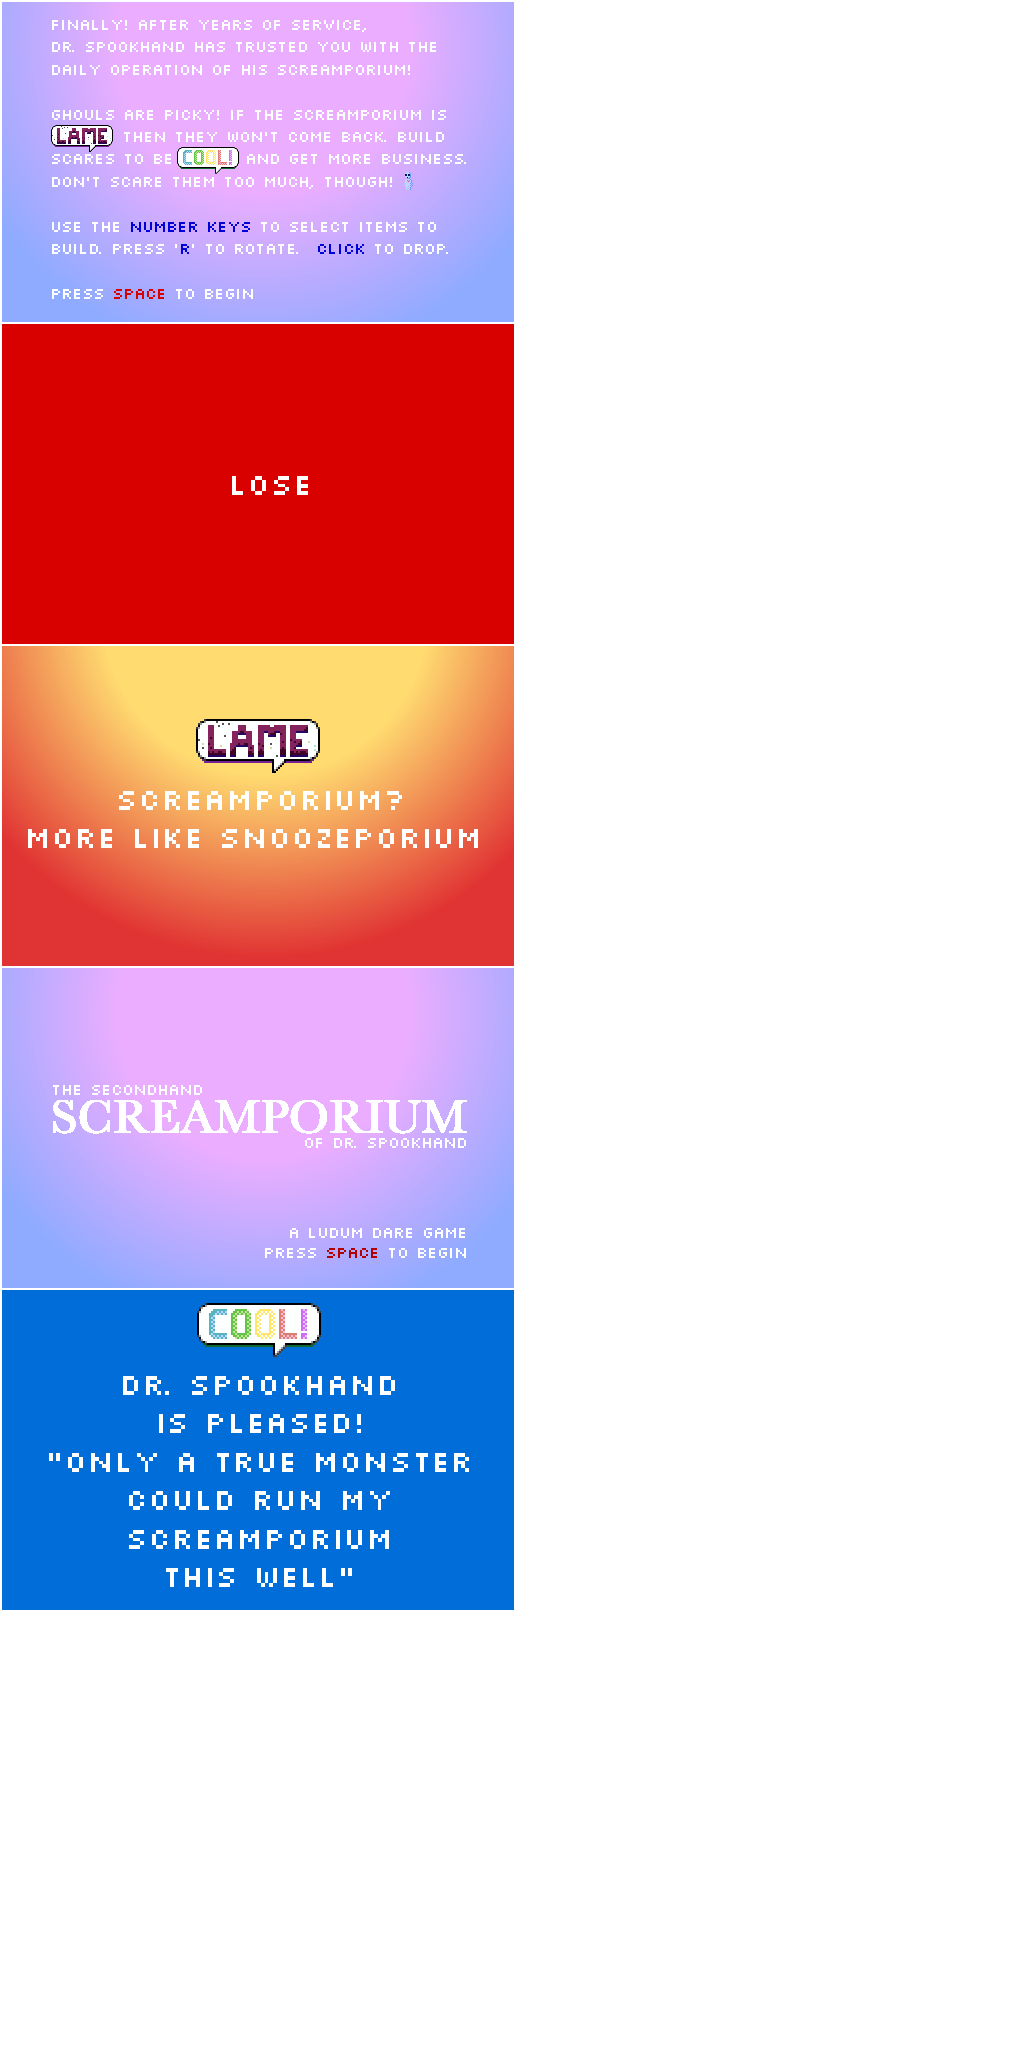 FINALLY! AFTER YEARS OF SERVICE,
DR. SPOOKHAND HAS TRUSTED YOU WITH THE
DAILY OPERATION OF HIS SCREAMPORIUM!
GHOULS ARE PICKY! IF THE SCREAMPORIUM IS
LAME THEN THEY WON'T COME BACK. BUILD
SCARES TO BE COOL! AND GET MORE BUSINESS.
DON'T SCARE THEM TOO MUCH, THOUGH!
USE THE NUMBER KEYS TO SELECT ITEMS TO
BUILD. PRESS 'R' TO ROTATE. CLICK TO DROP.
PRESS SPACE TO BEGIN
LOSE
LAME
SCREAMPORIUM?
MORE LIKE SNOOZEPORIUM
THE SECONDHAND
SCREAMPORIUM
OF DR. SPOOKHAND
A LUDUM DARE GAME
PRESS SPACE TO BEGIN
COOL!
DR. SPOOKHAND
IS PLEASED!
"ONLY A TRUE MONSTER
COULD RUN MY
SCREAMPORIUM
THIS WELL"